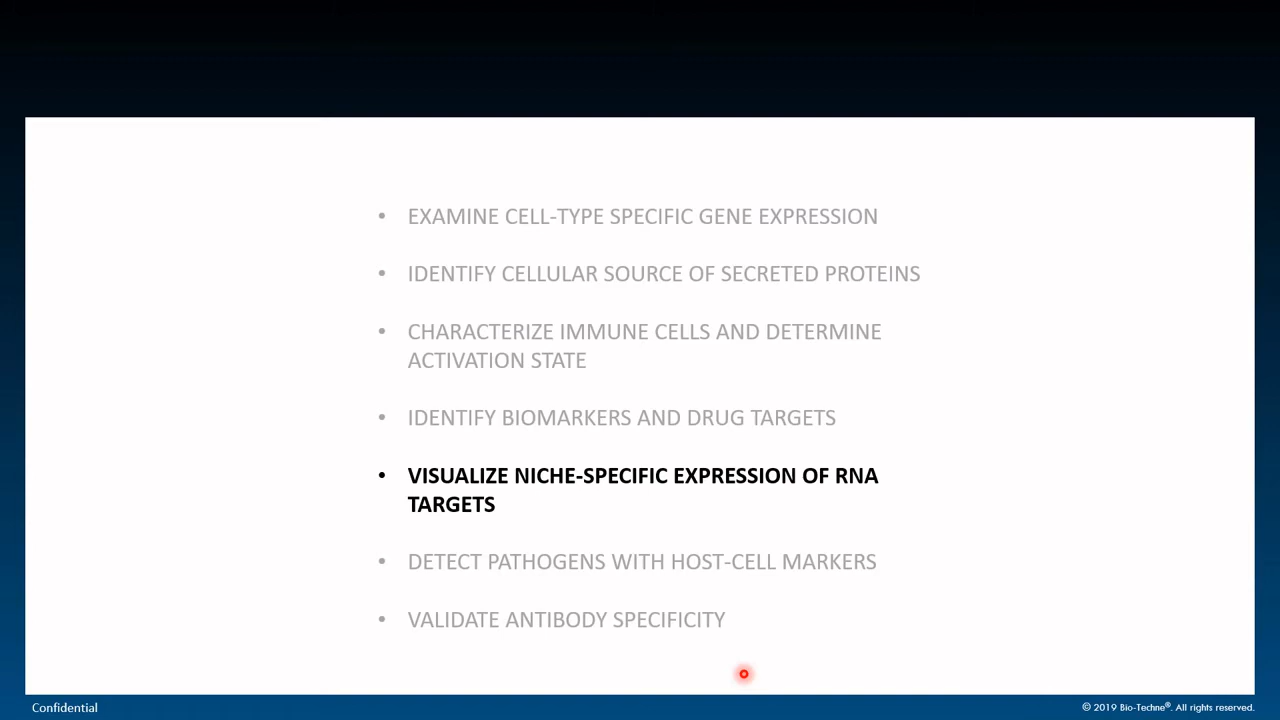 • EXAMINE CELL-TYPE SPECIFIC GENE EXPRESSION
• IDENTIFY CELLULAR SOURCE OF SECRETED PROTEINS
• CHARACTERIZE IMMUNE CELLS AND DETERMINE
ACTIVATION STATE
• IDENTIFY BIOMARKERS AND DRUG TARGETS
• VISUALIZE NICHE-SPECIFIC EXPRESSION OF RNA
TARGETS
• DETECT PATHOGENS WITH HOST-CELL MARKERS
• VALIDATE ANTIBODY SPECIFICITY
Confidential
© 2019 Bio-Techne®. All rights reserved.